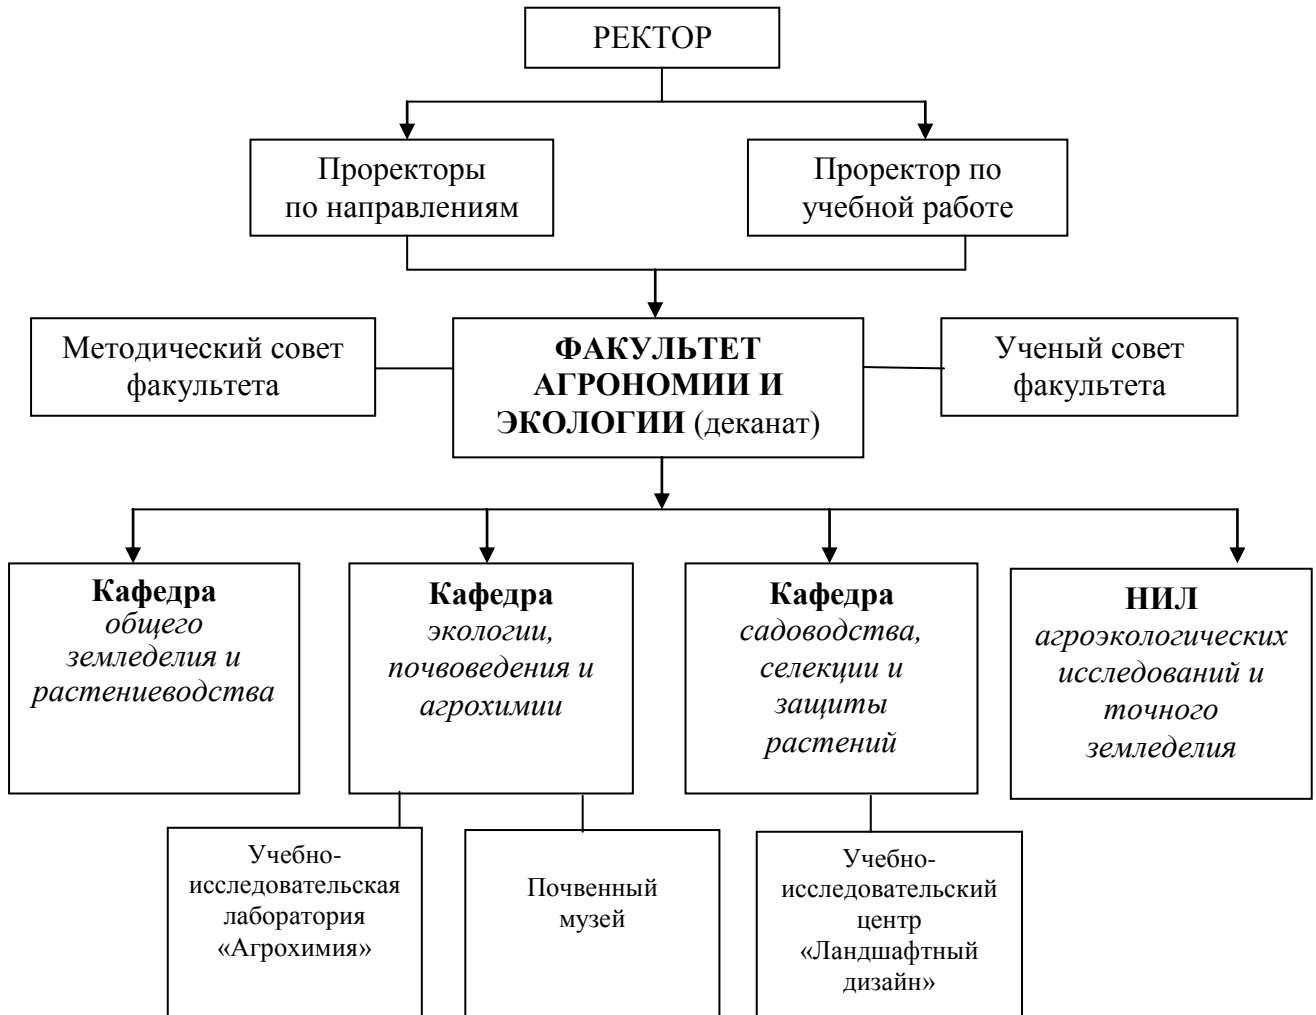 РЕКТОР
Проректоры
по направлениям
Проректор по
учебной работе
Методический совет
факультета
ФАКУЛЬТЕТ
АГРОНОМИИ И
ЭКОЛОГИИ (деканат)
Ученый совет
факультета
Кафедра
общего
земледелия и
растениеводства
Кафедра
экологии,
почвоведения и
агрохимии
Кафедра
садоводства,
селекции и
защиты
растений
НИЛ
агроэкологических
исследований и
точного
земледелия
Учебно-
исследовательская
лаборатория
«Агрохимия»
Почвенный
музей
Учебно-
исследовательский
центр
«Ландшафтный
дизайн»